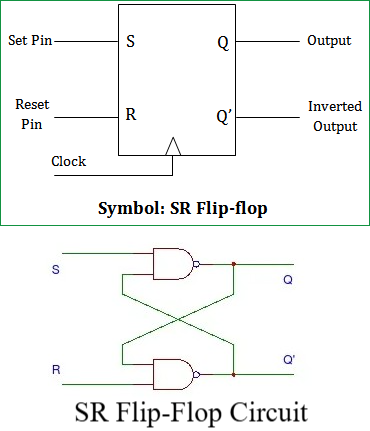 Set Pin
S
Q
Output
Reset
Pin
R
Q’
Inverted
Output
Clock
Symbol: SR Flip-flop
S
Q
R
Q'
SR Flip-Flop Circuit